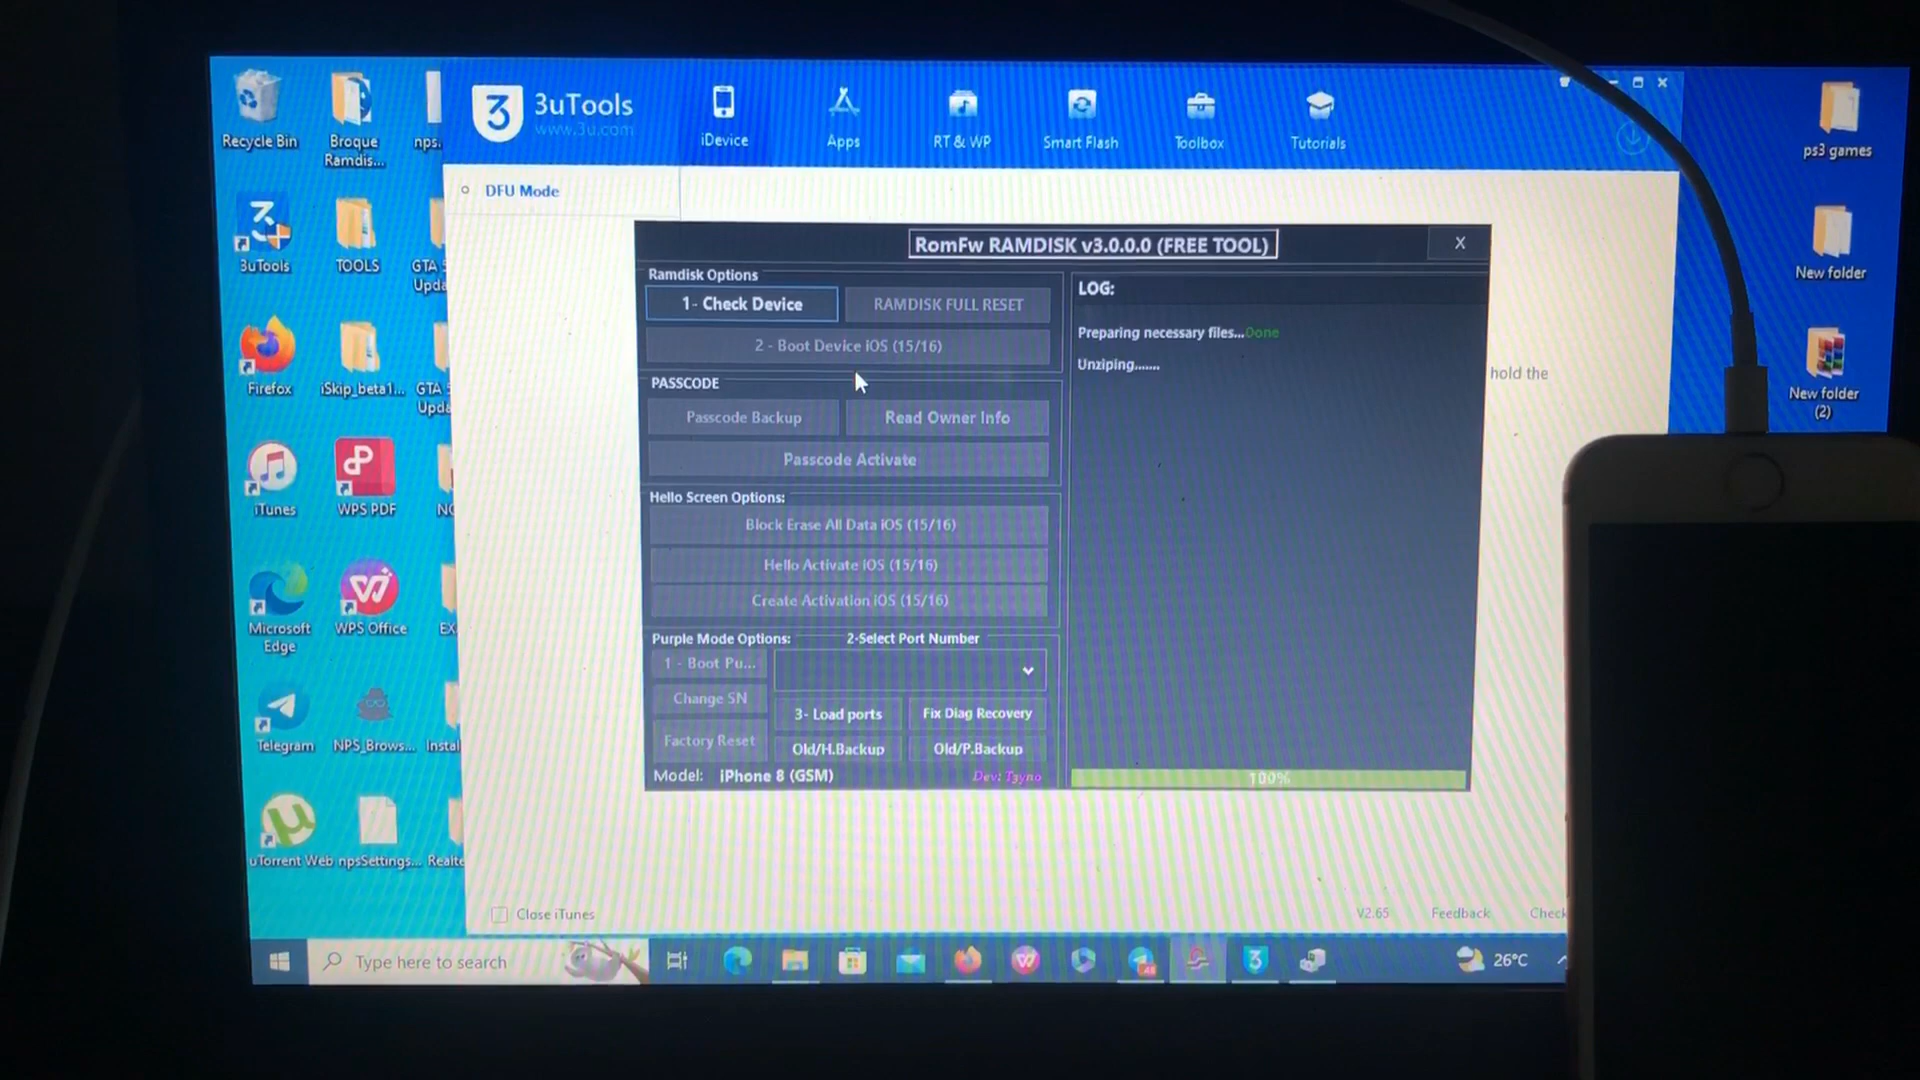 Recycle Bin
Broque
Ramdis...
nps.
3uTools
TOOLS
GTA 5
Upda
Firefox
iSkip_beta1...
GTA 5
Upda
iTunes
WPS PDF
Microsoft
Edge
WPS Office
Telegram
NPS_Brows...
Instal
uTorrent Web
npsSettings...
Realte
3
3uTools
www.3u.com
iDevice
Apps
RT & WP
Smart Flash
Toolbox
Tutorials
DFU Mode
RomFw RAMDISK v3.0.0.0 (FREE TOOL)
X
Ramdisk Options
1- Check Device
RAMDISK FULL RESET
2 - Boot Device iOS (15/16)
PASSCODE
Passcode Backup
Read Owner Info
Passcode Activate
Hello Screen Options:
Block Erase All Data iOS (15/16)
Hello Activate iOS (15/16)
Create Activation iOS (15/16)
Purple Mode Options:
2-Select Port Number
1 - Boot Pu...
Change SN
3- Load ports
Fix Diag Recovery
Factory Reset
Old/H.Backup
Old/P.Backup
Model: iPhone 8 (GSM)
Dev: T3yno
LOG:
Preparing necessary files...Done
Unziping.......
100%
hold the
Close iTunes
V2.65
Feedback
Check
ps3 games
New folder
New folder
(2)
Type here to search
26°C